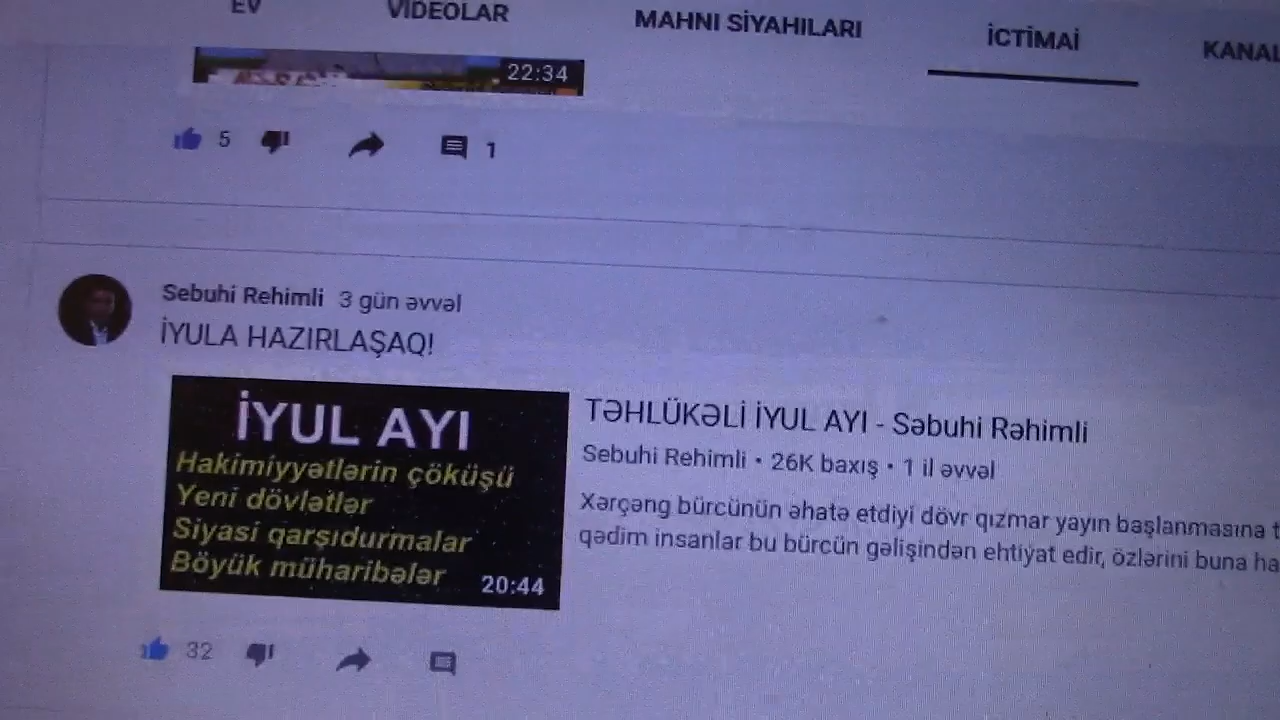 EV VİDEOLAR MAHNI SİYAHILARI İCTİMAİ KANAL
22:34
5 1
Sebuhi Rehimli 3 gün əvvəl
İYULA HAZIRLAŞAQ!
İYUL AYI
Hakimiyyətlərin çöküşü
Yeni dövlətlər
Siyasi qarşıdurmalar
Böyük müharibələr
20:44
TƏHLÜKƏLİ İYUL AYI - Səbuhi Rəhimli
Sebuhi Rehimli • 26K baxış • 1 il əvvəl
Xərçəng bürcünün əhatə etdiyi dövr qızmar yayın başlanmasına t
qədim insanlar bu bürcün gəlişindən ehtiyat edir, özlərini buna ha
32